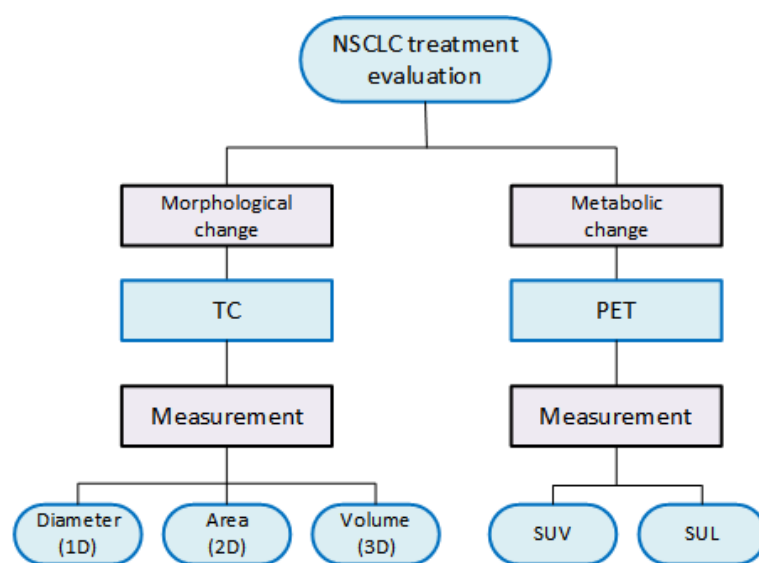 NSCLC treatment
evaluation
Morphological
change
Metabolic
change
TC
PET
Measurement
Measurement
Diameter
(1D)
Area
(2D)
Volume
(3D)
SUV
SUL